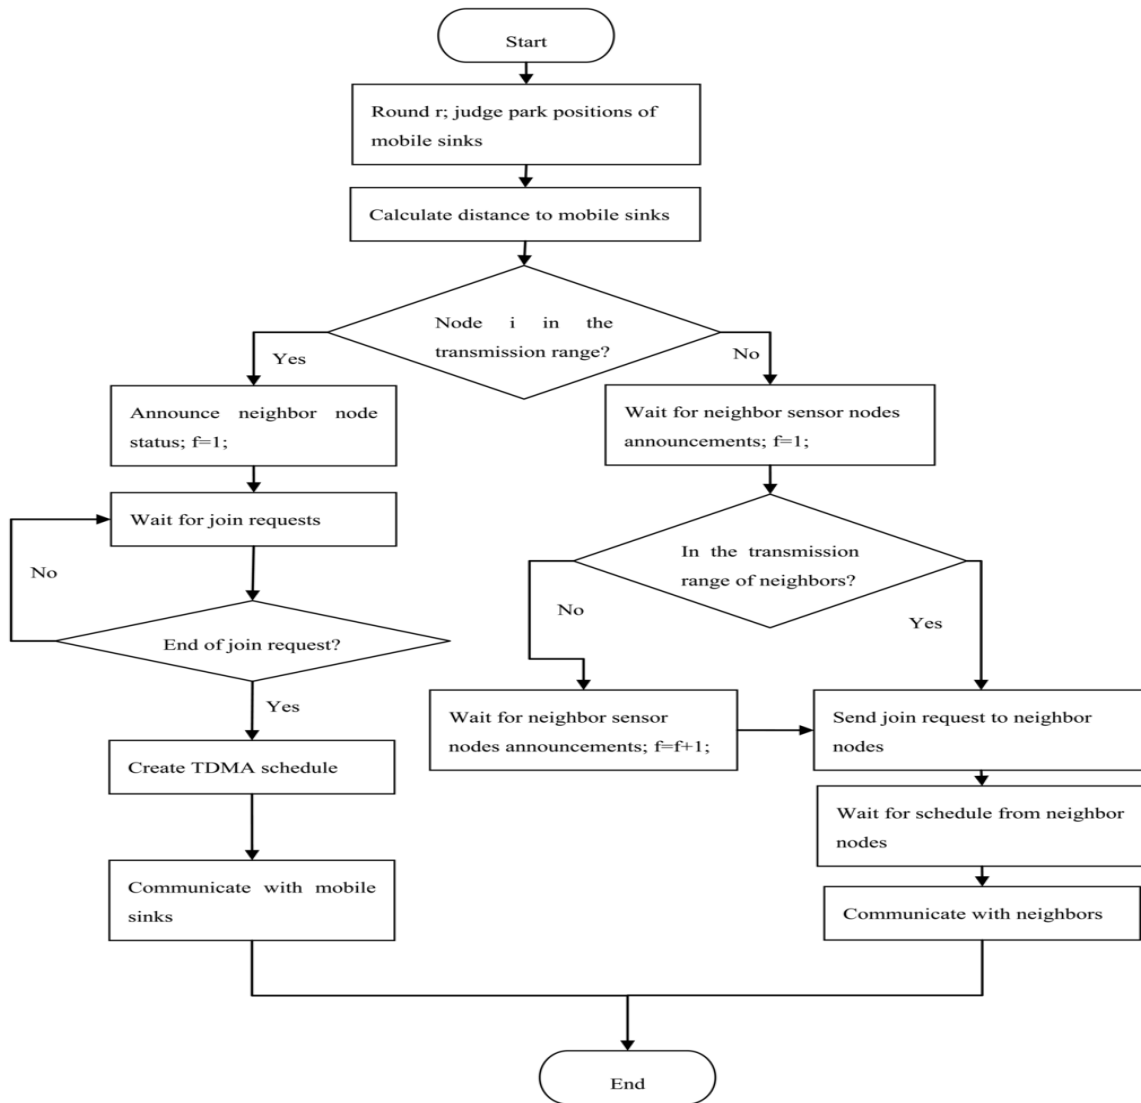 Start
Round r; judge park positions of
mobile sinks
Calculate distance to mobile sinks
Node i in the
transmission range?
Yes
No
Announce neighbor node
status; f=1;
Wait for neighbor sensor nodes
announcements; f=1;
Wait for join requests
In the transmission
range of neighbors?
No
No
Yes
End of join request?
Yes
Wait for neighbor sensor
nodes announcements; f=f+1;
Send join request to neighbor
nodes
Create TDMA schedule
Wait for schedule from neighbor
nodes
Communicate with mobile
sinks
Communicate with neighbors
End